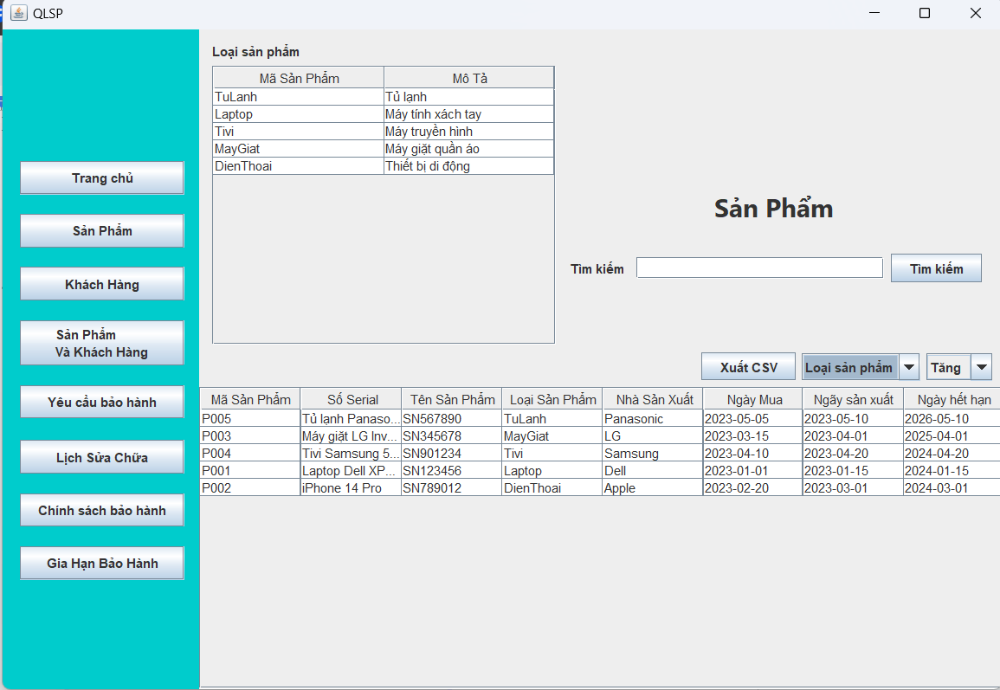 QLSP
Trang chủ
Sản Phẩm
Khách Hàng
Sản Phẩm
Và Khách Hàng
Yêu cầu bảo hành
Lịch Sửa Chữa
Chính sách bảo hành
Gia Hạn Bảo Hành
Loại sản phẩm
Mã Sản Phẩm Mô Tả
TuLanh Tủ lạnh
Laptop Máy tính xách tay
Tivi Máy truyền hình
MayGiat Máy giặt quần áo
DienThoai Thiết bị di động
Sản Phẩm
Tìm kiếm Tìm kiếm
Xuất CSV Loại sản phẩm Tăng
Mã Sản Phẩm Số Serial Tên Sản Phẩm Loại Sản Phẩm Nhà Sản Xuất Ngày Mua Ngãy sản xuất Ngày hết hạn
P005 Tủ lạnh Panaso... SN567890 TuLanh Panasonic 2023-05-05 2023-05-10 2026-05-10
P003 Máy giặt LG Inv... SN345678 MayGiat LG 2023-03-15 2023-04-01 2025-04-01
P004 Tivi Samsung 5... SN901234 Tivi Samsung 2023-04-10 2023-04-20 2024-04-20
P001 Laptop Dell XP... SN123456 Laptop Dell 2023-01-01 2023-01-15 2024-01-15
P002 iPhone 14 Pro SN789012 DienThoai Apple 2023-02-20 2023-03-01 2024-03-01